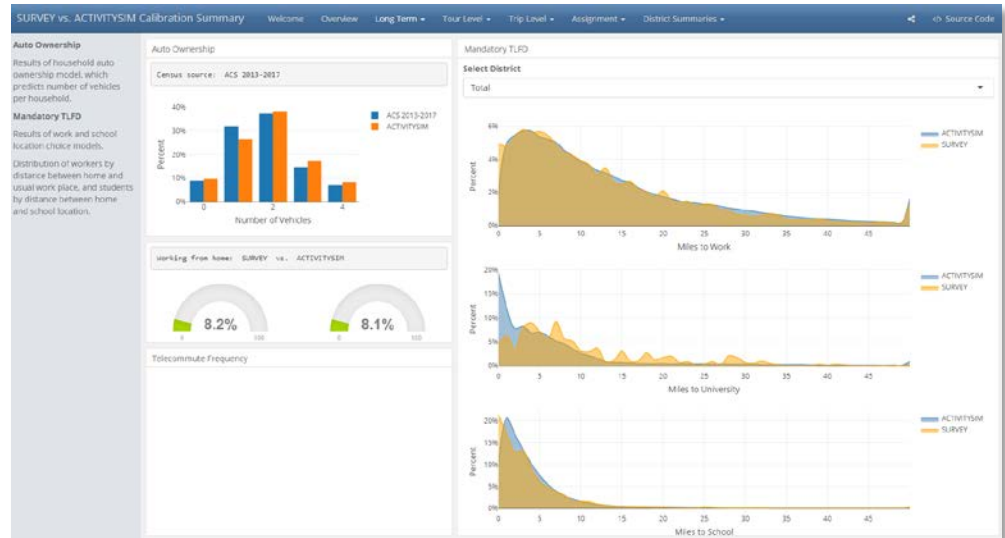 SURVEY vs. ACTIVITYSIM Calibration Summary
Welcome
Overview
Long Term
Tour Level
Trip Level
Assignment
District Summaries
Source Code
Auto Ownership
Results of household auto
ownership model, which
predicts number of vehicles
per household.
Mandatory TLFD
Results of work and school
location choice models.
Distribution of workers by
distance between home and
usual work place, and students
by distance between home
and school location.
Auto Ownership
Census source: ACS 2013-2017
40%
30%
20%
10%
0%
Percent
0
2
4
Number of Vehicles
ACS 2013-2017
ACTIVITYSIM
Working from home: SURVEY vs. ACTIVITYSIM
8.2%
0
100
8.1%
0
100
Telecommute Frequency
Mandatory TLFD
Select District
Total
6%
4%
2%
0%
Percent
0 5 10 15 20 25 30 35 40 45
Miles to Work
ACTIVITYSIM
SURVEY
20%
15%
10%
5%
0%
Percent
0 5 10 15 20 25 30 35 40 45
Miles to University
ACTIVITYSIM
SURVEY
20%
15%
10%
5%
0%
Percent
0 5 10 15 20 25 30 35 40 45
Miles to School
ACTIVITYSIM
SURVEY